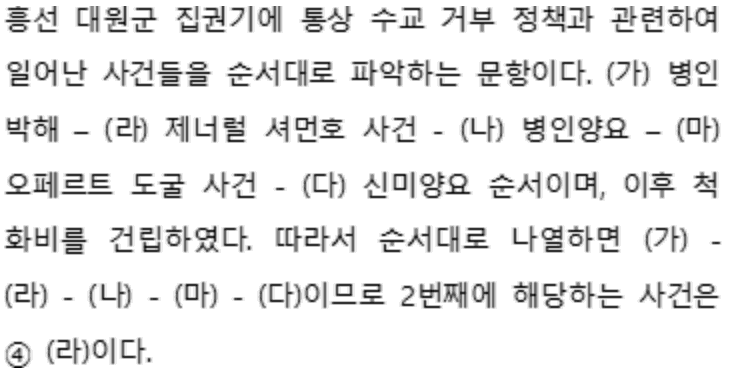 흥선 대원군 집권기에 통상 수교 거부 정책과 관련하여
일어난 사건들을 순서대로 파악하는 문항이다. (가) 병인
박해 – (라) 제너럴 셔먼호 사건 - (나) 병인양요 – (마)
오페르트 도굴 사건 - (다) 신미양요 순서이며, 이후 척
화비를 건립하였다. 따라서 순서대로 나열하면 (가) -
(라) - (나) - (마) - (다)이므로 2번째에 해당하는 사건은
④ (라)이다.